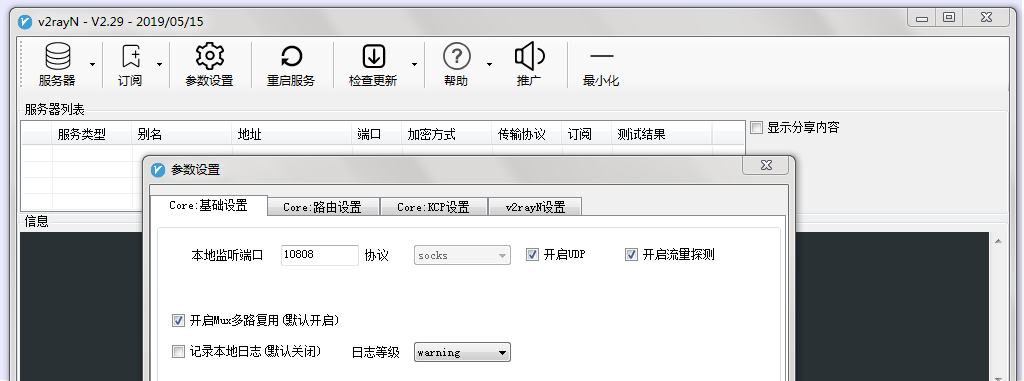 v2rayN - V2.29 - 2019/05/15
服务器 订阅 参数设置 重启服务 检查更新 帮助 推广 最小化
服务器列表
服务类型 别名 地址 端口 加密方式 传输协议 订阅 测试结果
显示分享内容
参数设置
Core:基础设置 Core:路由设置 Core:KCP设置 v2rayN设置
信息
本地监听端口 10808 协议 socks 开启UDP 开启流量探测
开启Mux多路复用(默认开启)
记录本地日志(默认关闭) 日志等级 warning